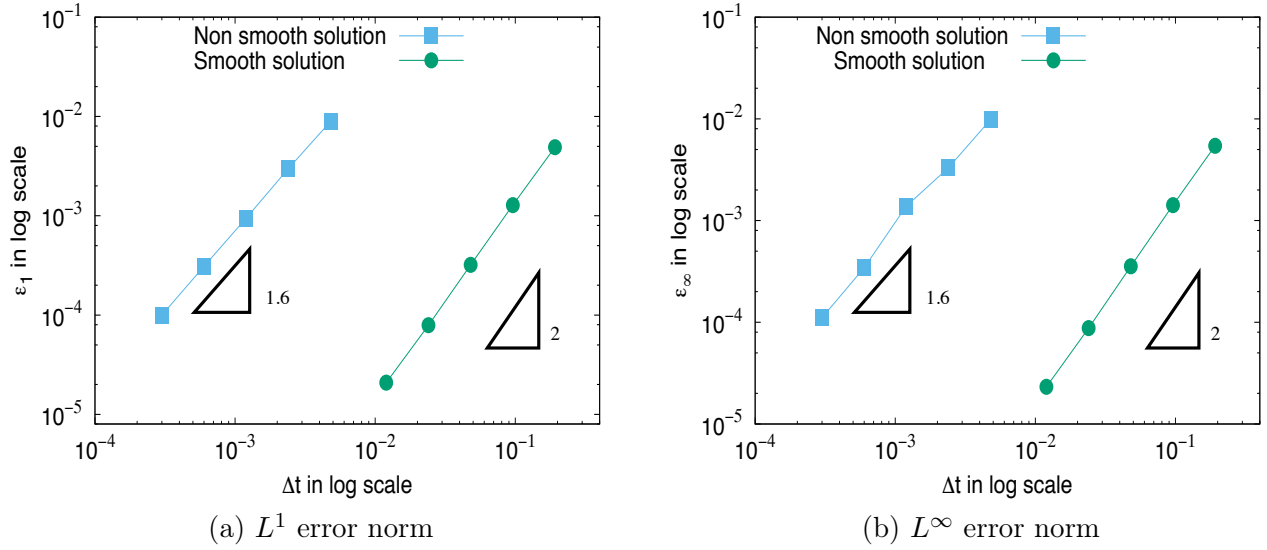 Non smooth solution
Smooth solution
10⁻¹
10⁻²
10⁻³
10⁻⁴
10⁻⁵
ε₁ in log scale
1.6
2
10⁻⁴ 10⁻³ 10⁻² 10⁻¹
Δt in log scale
(a) L¹ error norm
Non smooth solution
Smooth solution
10⁻¹
10⁻²
10⁻³
10⁻⁴
10⁻⁵
ε∞ in log scale
1.6
2
10⁻⁴ 10⁻³ 10⁻² 10⁻¹
Δt in log scale
(b) L∞ error norm